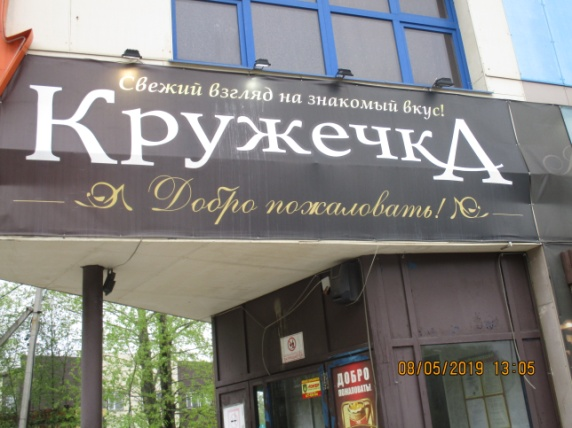 Свежий взгляд на знакомый вкус!
КружечкА
Добро пожаловать!
ДОБРО
ПОЖАЛОВАТЬ!
08/05/2019 13:05